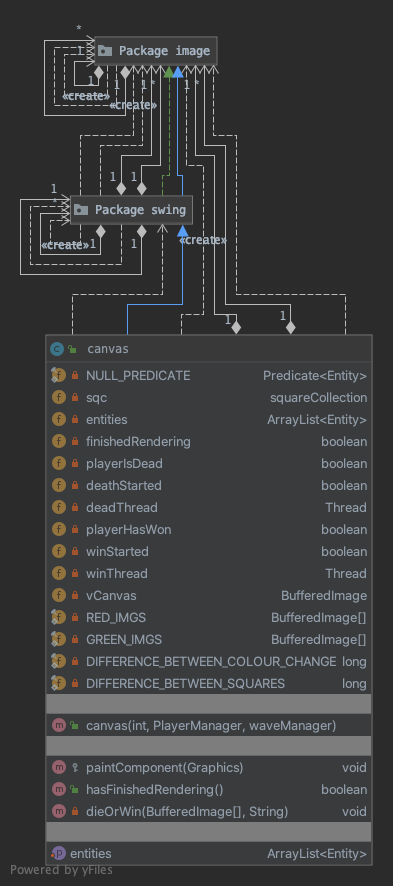 *
Package image
1
1
«create»
1
1
*
1
*
«create»
1
1
1
*
Package swing
«create»
1
1
«create»
1
1
canvas
NULL_PREDICATE Predicate<Entity>
sqc squareCollection
entities ArrayList<Entity>
finishedRendering boolean
playerIsDead boolean
deathStarted boolean
deadThread Thread
playerHasWon boolean
winStarted boolean
winThread Thread
vCanvas BufferedImage
RED_IMGS BufferedImage[]
GREEN_IMGS BufferedImage[]
DIFFERENCE_BETWEEN_COLOUR_CHANGE long
DIFFERENCE_BETWEEN_SQUARES long
canvas(int, PlayerManager, waveManager)
paintComponent(Graphics) void
hasFinishedRendering() boolean
dieOrWin(BufferedImage[], String) void
entities ArrayList<Entity>
Powered by yFiles